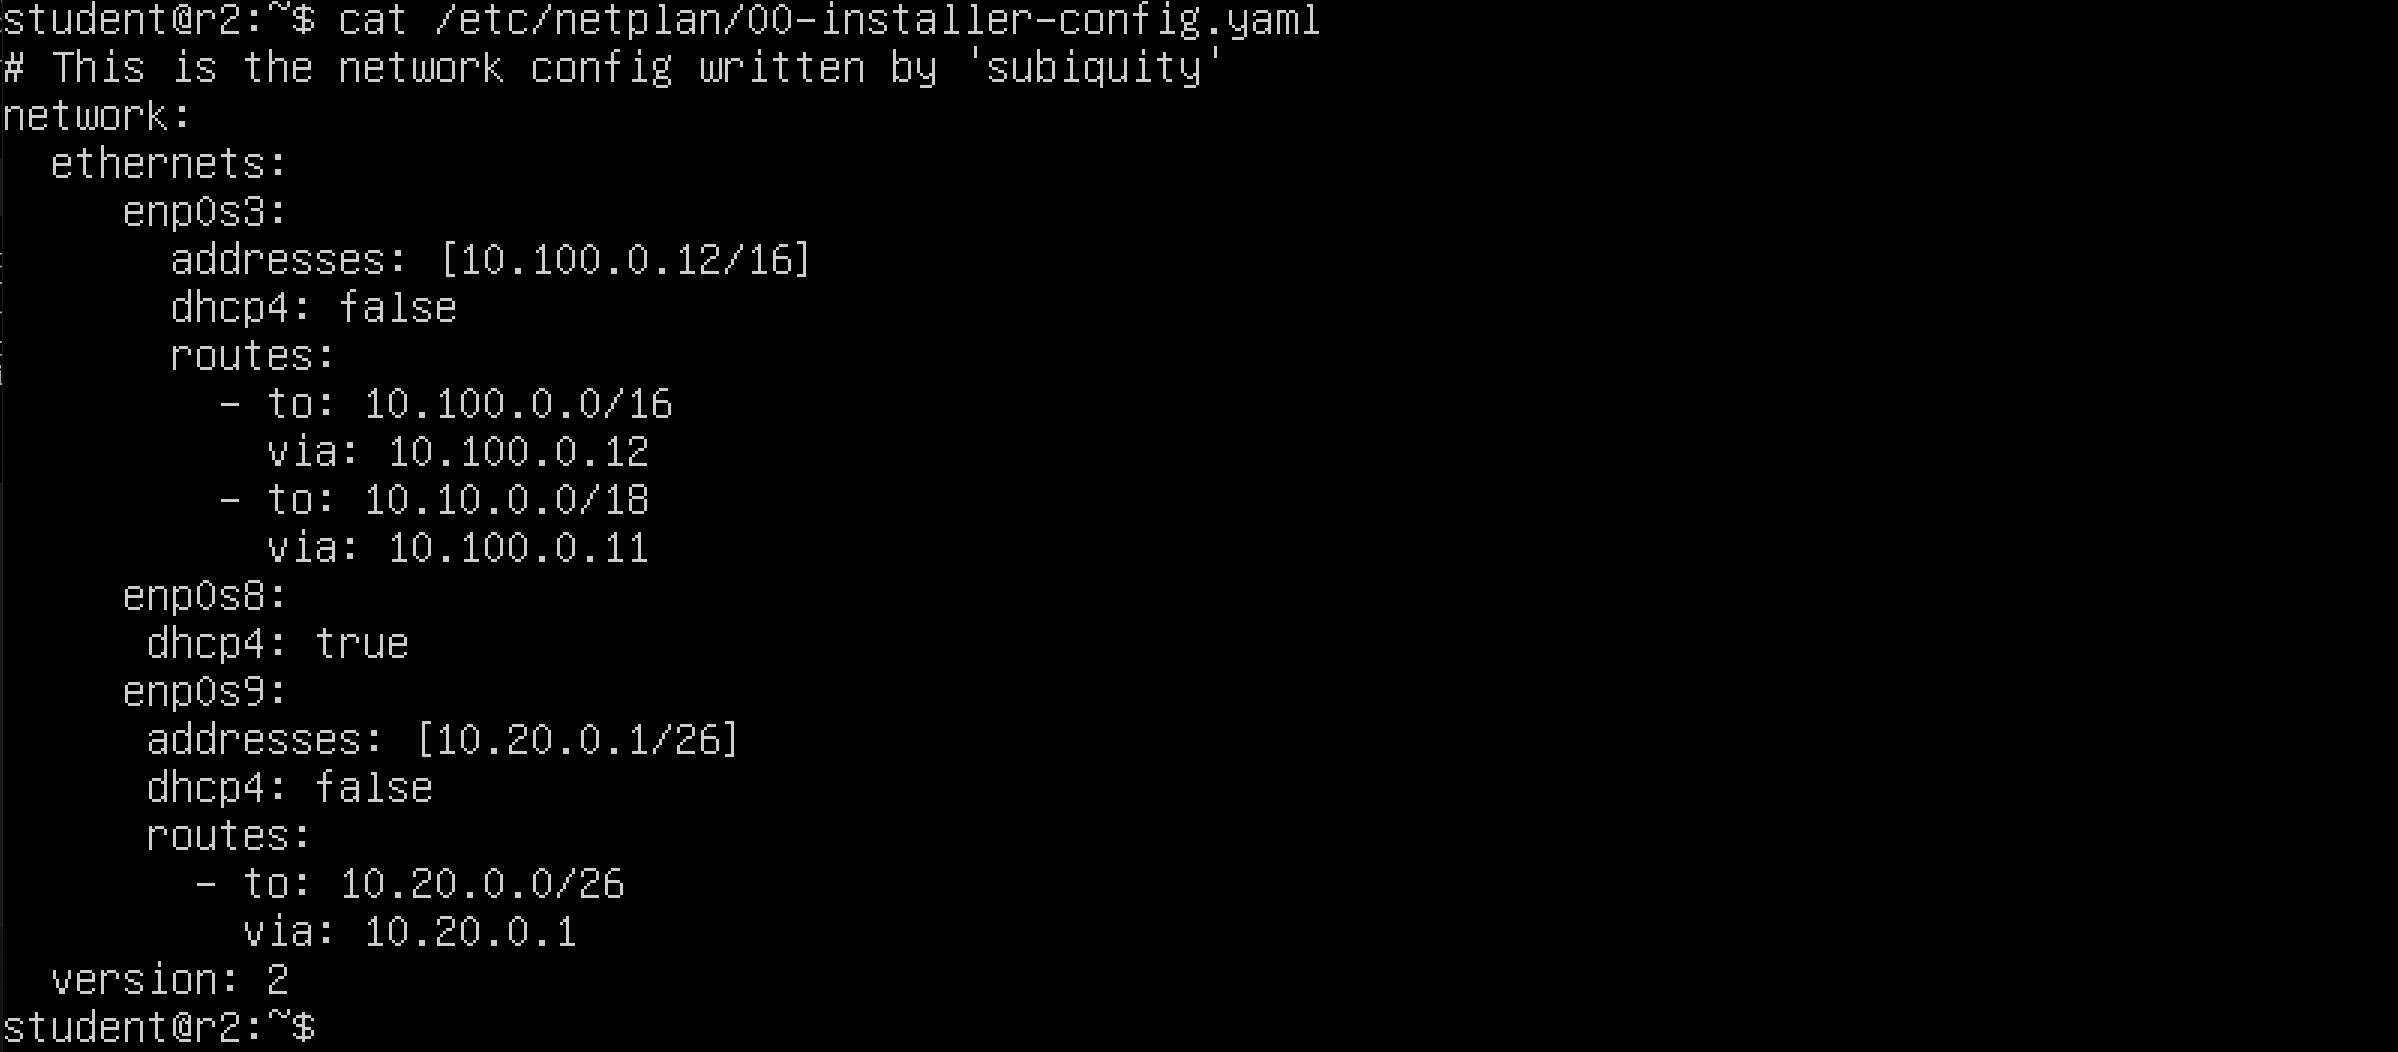 student@r2:~$ cat /etc/netplan/00-installer-config.yaml
# This is the network config written by 'subiquity'
network:
  ethernets:
     enp0s3:
       addresses: [10.100.0.12/16]
       dhcp4: false
       routes:
         - to: 10.100.0.0/16
           via: 10.100.0.12
         - to: 10.10.0.0/18
           via: 10.100.0.11
     enp0s8:
      dhcp4: true
     enp0s9:
      addresses: [10.20.0.1/26]
      dhcp4: false
      routes:
        - to: 10.20.0.0/26
          via: 10.20.0.1
  version: 2
student@r2:~$